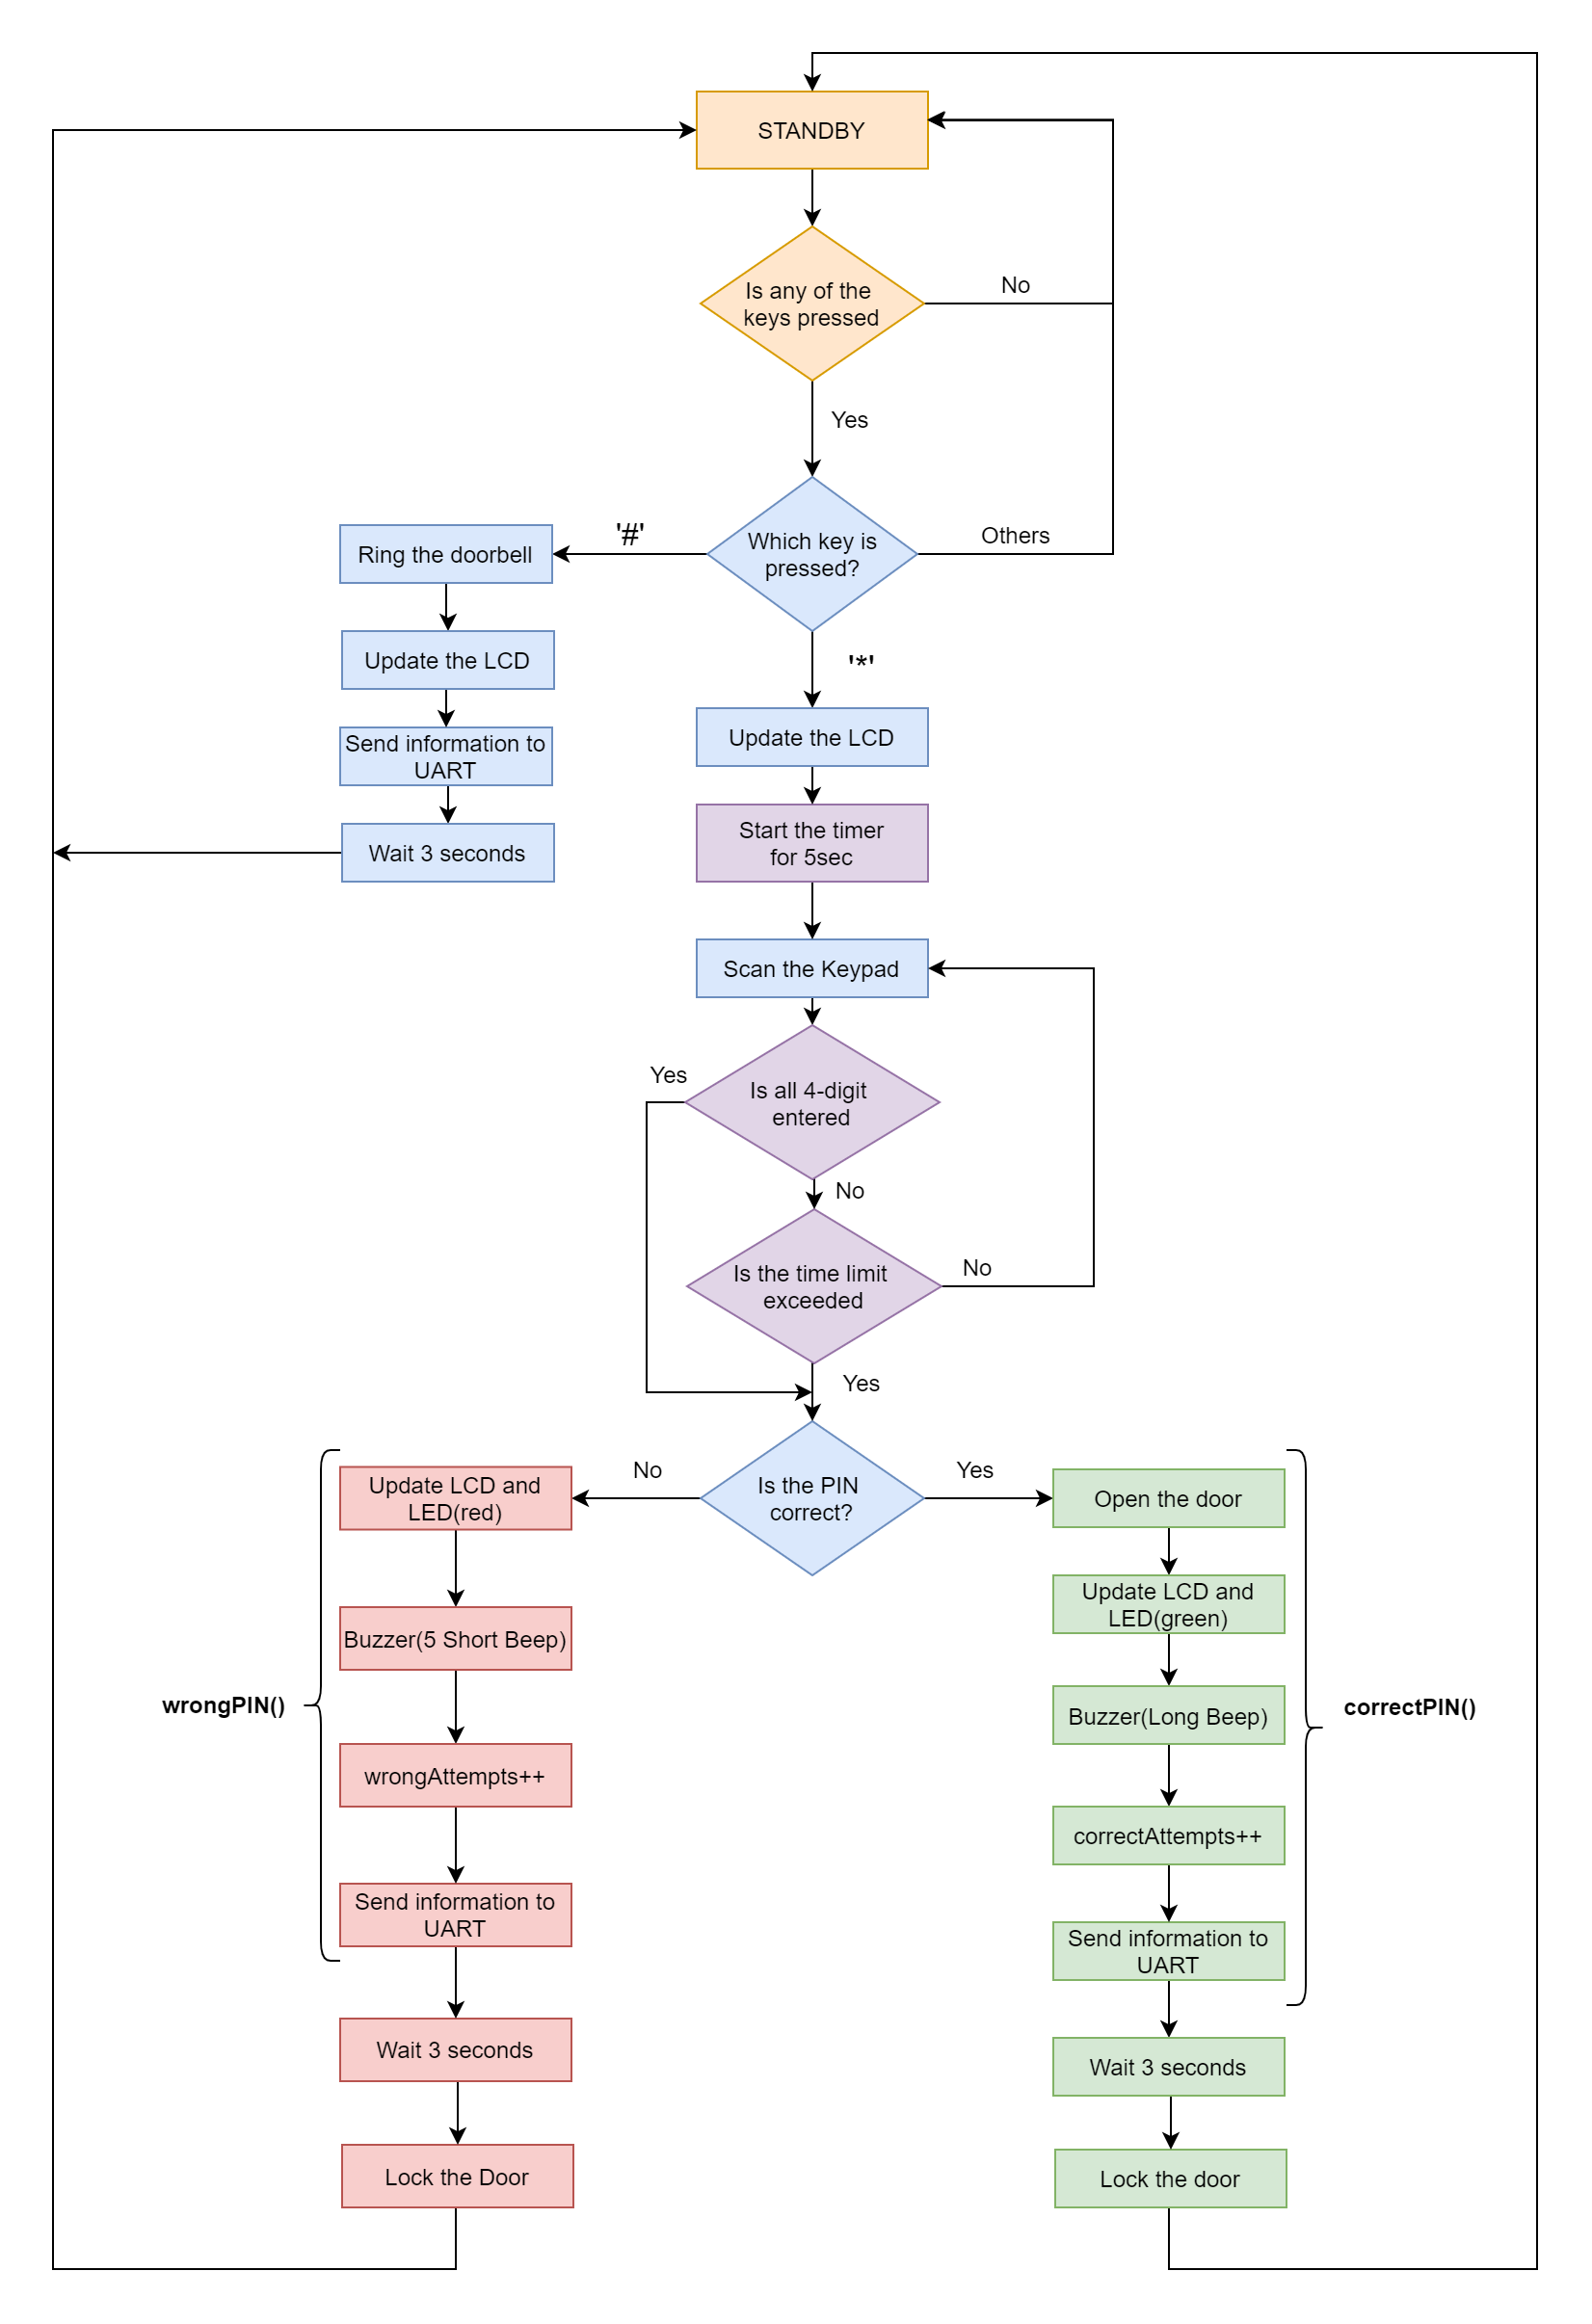 STANDBY
Is any of the
keys pressed
No
Yes
Which key is
pressed?
'#'
Others
Ring the doorbell
Update the LCD
Send information to
UART
Wait 3 seconds
'*'
Update the LCD
Start the timer
for 5sec
Scan the Keypad
Is all 4-digit
entered
Yes
No
Is the time limit
exceeded
No
Yes
Is the PIN
correct?
No
Yes
Update LCD and
LED(red)
Buzzer(5 Short Beep)
wrongAttempts++
Send information to
UART
wrongPIN()
Wait 3 seconds
Lock the Door
Open the door
Update LCD and
LED(green)
Buzzer(Long Beep)
correctAttempts++
Send information to
UART
correctPIN()
Wait 3 seconds
Lock the door